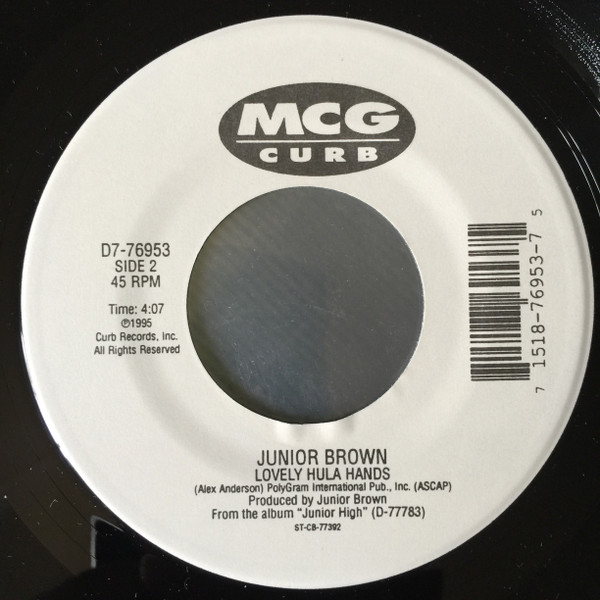 MCG
CURB
D7-76953
SIDE 2
45 RPM
Time: 4:07
℗1995
Curb Records, Inc.
All Rights Reserved
7 1518-76953-7 5
JUNIOR BROWN
LOVELY HULA HANDS
(Alex Anderson) PolyGram International Pub., Inc. (ASCAP)
Produced by Junior Brown
From the album "Junior High" (D-77783)
ST-CB-77392